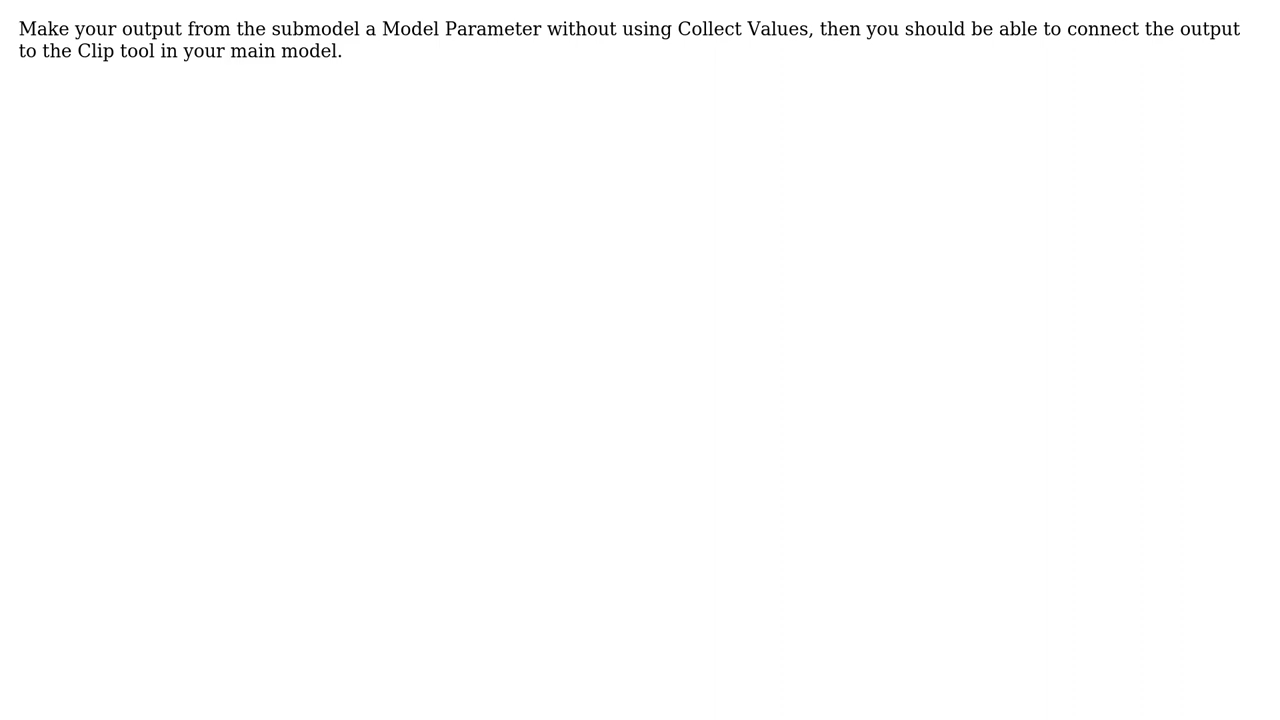 Make your output from the submodel a Model Parameter without using Collect Values, then you should be able to connect the output
to the Clip tool in your main model.